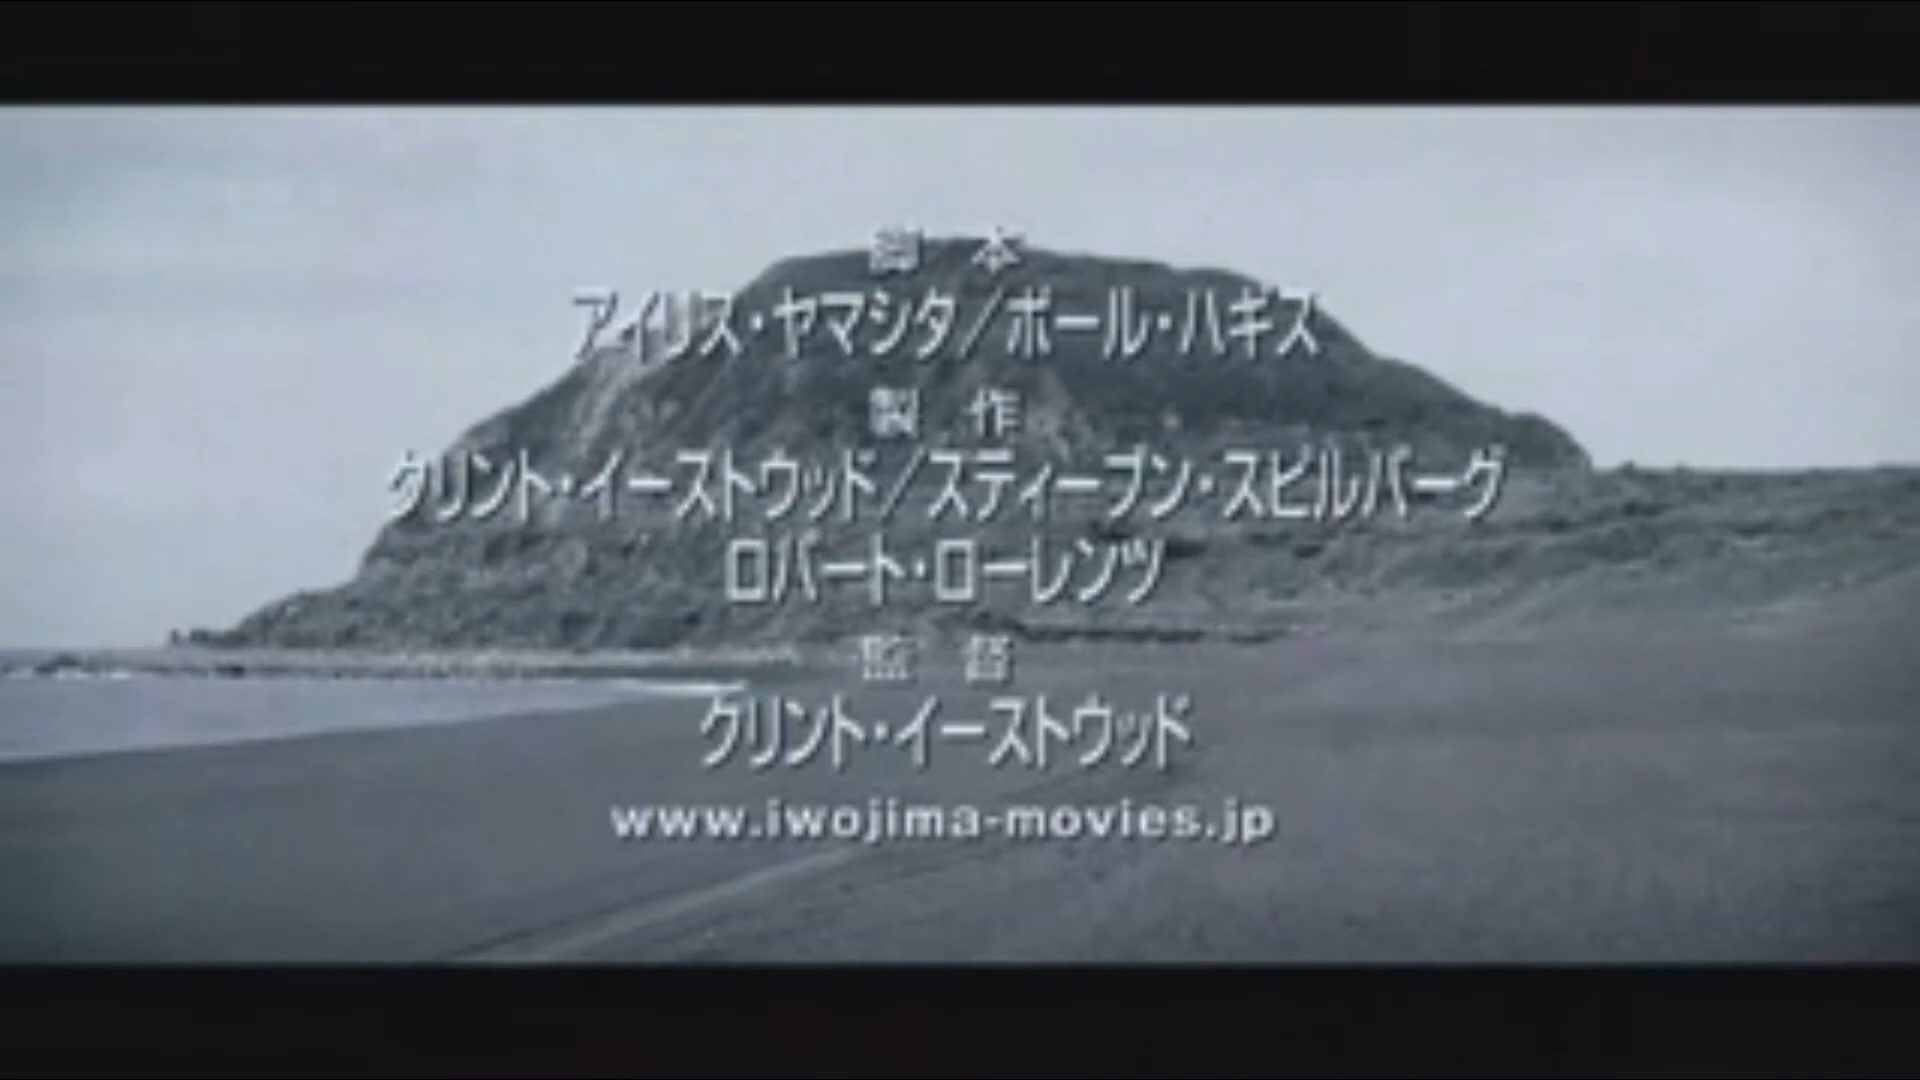 脚 本
アイリス・ヤマシタ／ポール・ハギス
製 作
クリント・イーストウッド／スティーブン・スピルバーグ
ロバート・ローレンツ
監 督
クリント・イーストウッド
www.iwojima-movies.jp